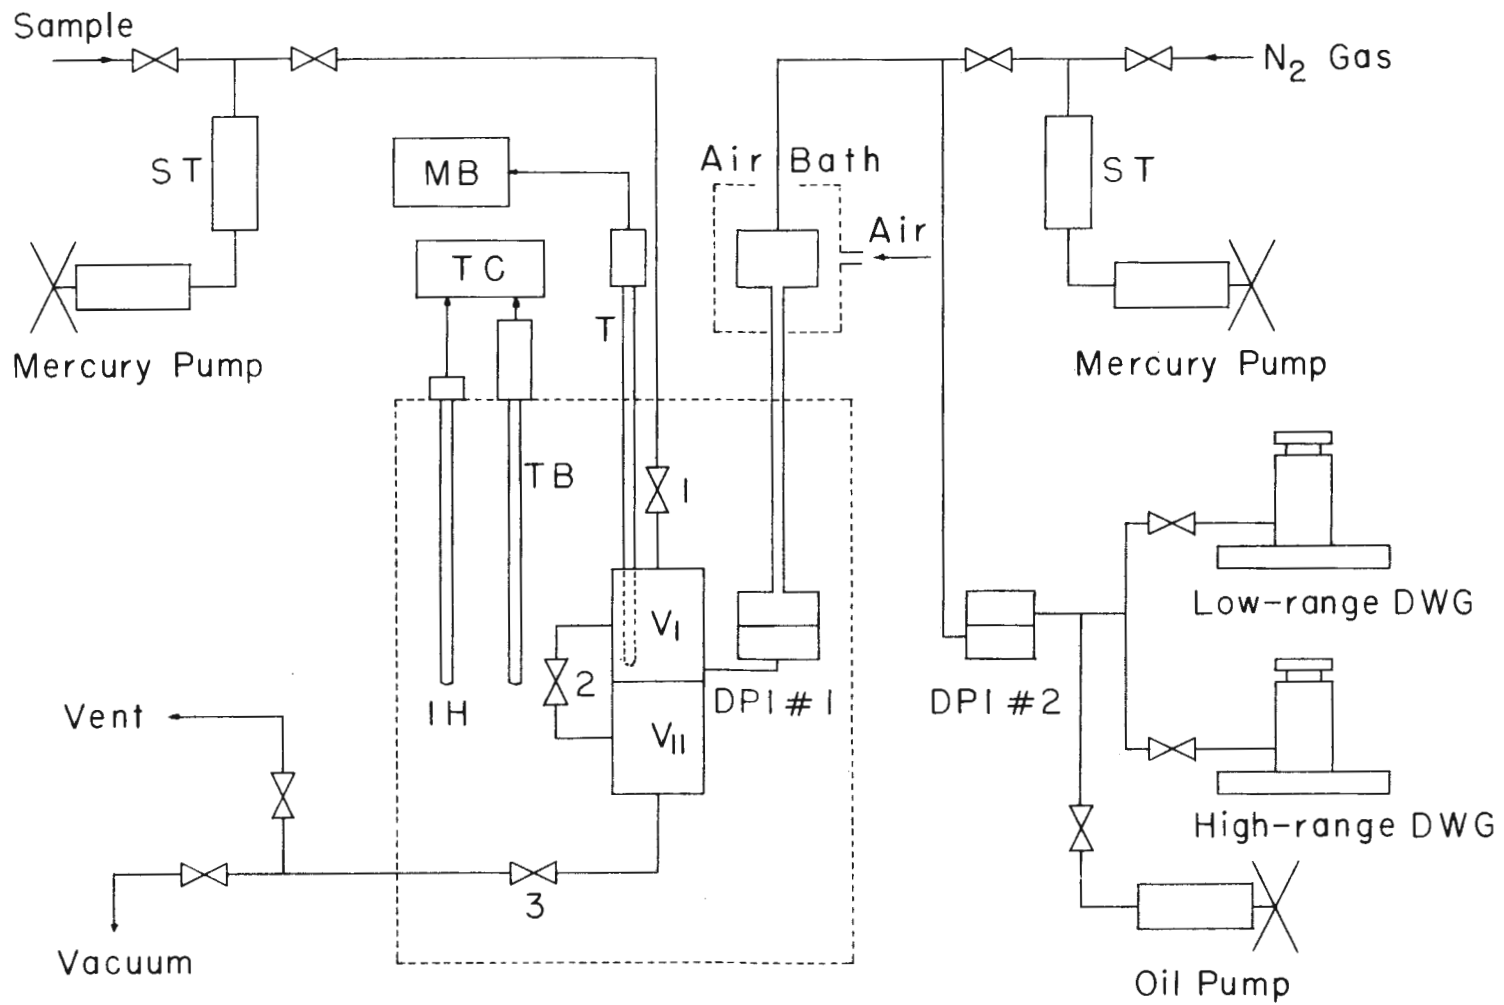 Sample
N2 Gas
Air Bath
MB
ST
ST
Air
TC
T
Mercury Pump
Mercury Pump
TB
1
Low-range DWG
VI
2
DPI #1
DPI #2
IH
Vent
VII
High-range DWG
3
Vacuum
Oil Pump